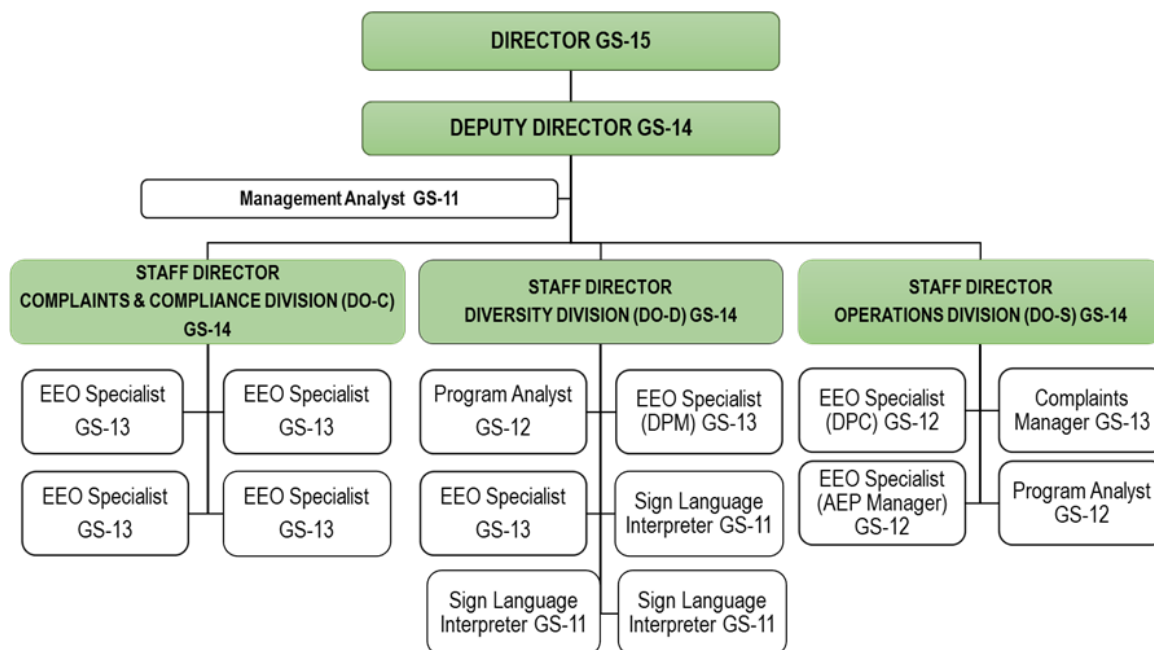 DIRECTOR GS-15
DEPUTY DIRECTOR GS-14
Management Analyst GS-11
STAFF DIRECTOR
COMPLAINTS & COMPLIANCE DIVISION (DO-C)
GS-14
STAFF DIRECTOR
DIVERSITY DIVISION (DO-D) GS-14
STAFF DIRECTOR
OPERATIONS DIVISION (DO-S) GS-14
EEO Specialist
GS-13
EEO Specialist
GS-13
EEO Specialist
GS-13
EEO Specialist
GS-13
Program Analyst
GS-12
EEO Specialist
(DPM) GS-13
EEO Specialist
GS-13
Sign Language
Interpreter GS-11
Sign Language
Interpreter GS-11
Sign Language
Interpreter GS-11
EEO Specialist
(DPC) GS-12
Complaints
Manager GS-13
EEO Specialist
(AEP Manager)
GS-12
Program Analyst
GS-12